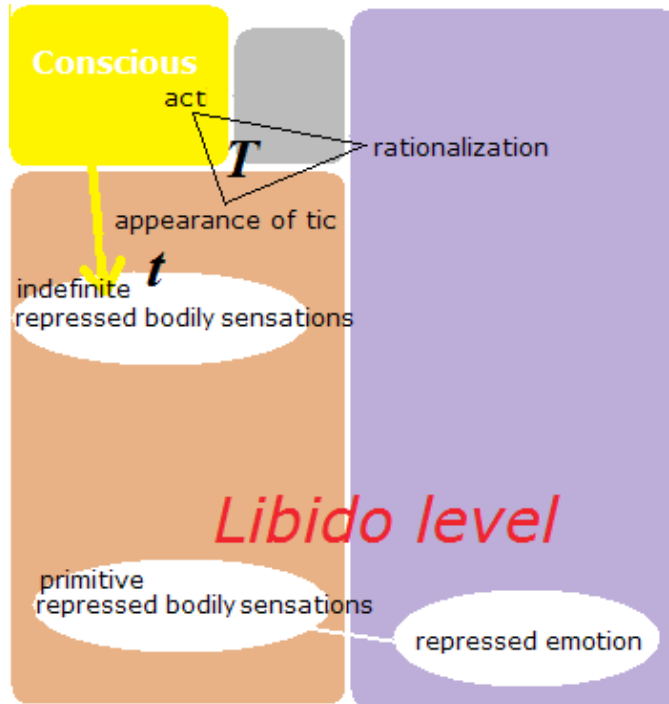 Conscious
act
T
rationalization
appearance of tic
t
indefinite
repressed bodily sensations
Libido level
primitive
repressed bodily sensations
repressed emotion